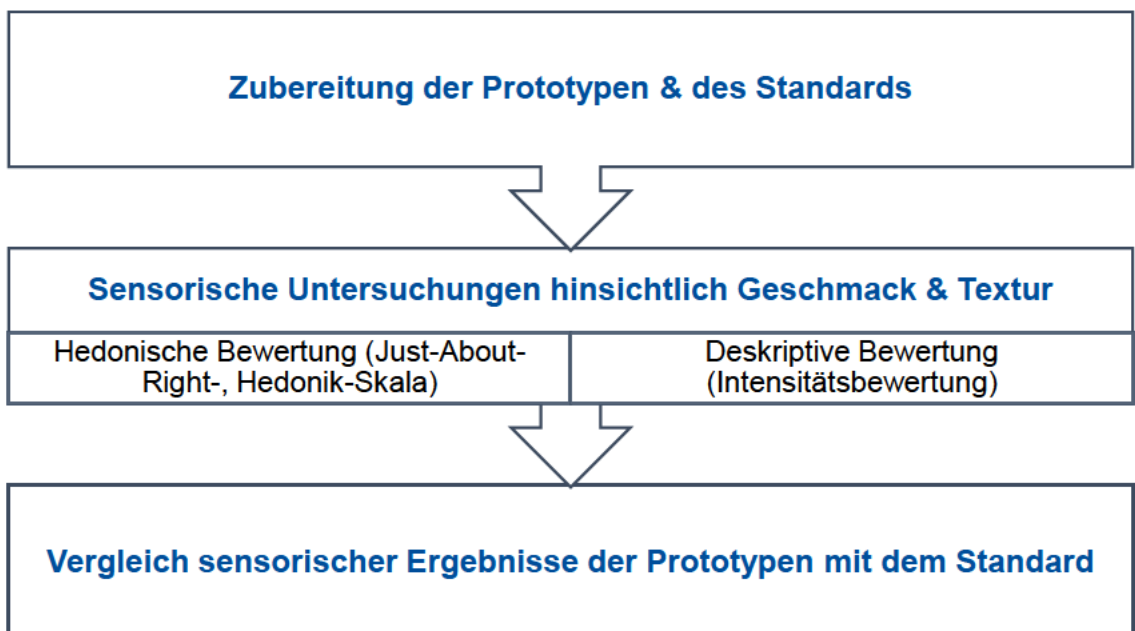 Zubereitung der Prototypen & des Standards
Sensorische Untersuchungen hinsichtlich Geschmack & Textur
Hedonische Bewertung (Just-About-
Right-, Hedonik-Skala)
Deskriptive Bewertung
(Intensitätsbewertung)
Vergleich sensorischer Ergebnisse der Prototypen mit dem Standard